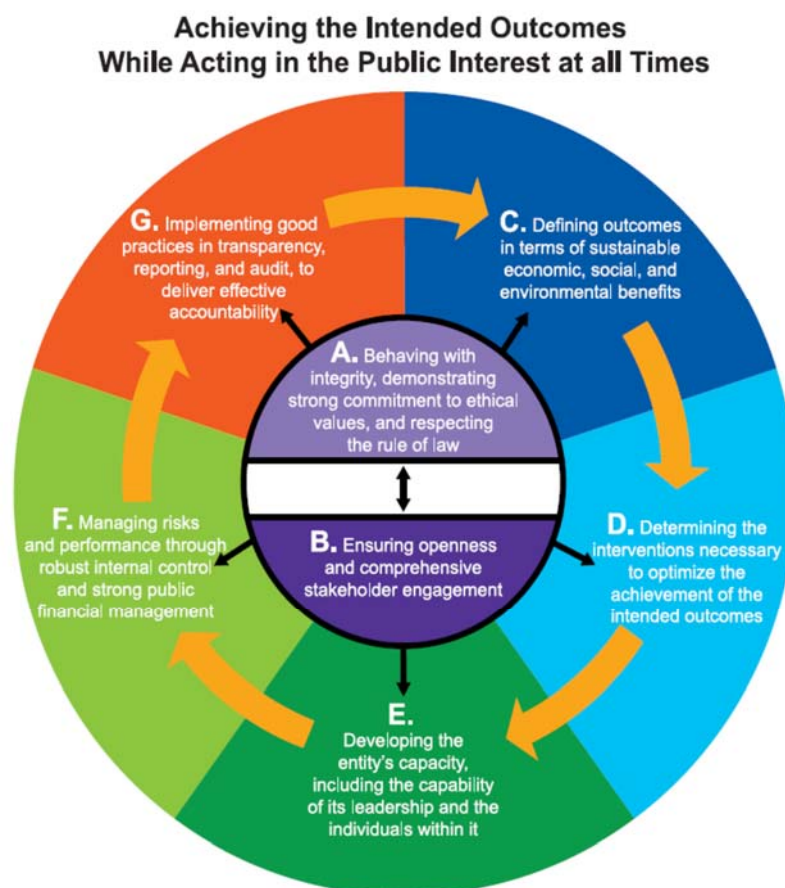 Achieving the Intended Outcomes
While Acting in the Public Interest at all Times
G. Implementing good
practices in transparency,
reporting, and audit, to
deliver effective
accountability
C. Defining outcomes
in terms of sustainable
economic, social, and
environmental benefits
A. Behaving with
integrity, demonstrating
strong commitment to ethical
values, and respecting
the rule of law
F. Managing risks
and performance through
robust internal control
and strong public
financial management
B. Ensuring openness
and comprehensive
stakeholder engagement
D. Determining the
interventions necessary
to optimize the
achievement of the
intended outcomes
E.
Developing the
entity's capacity,
including the capability
of its leadership and the
individuals within it